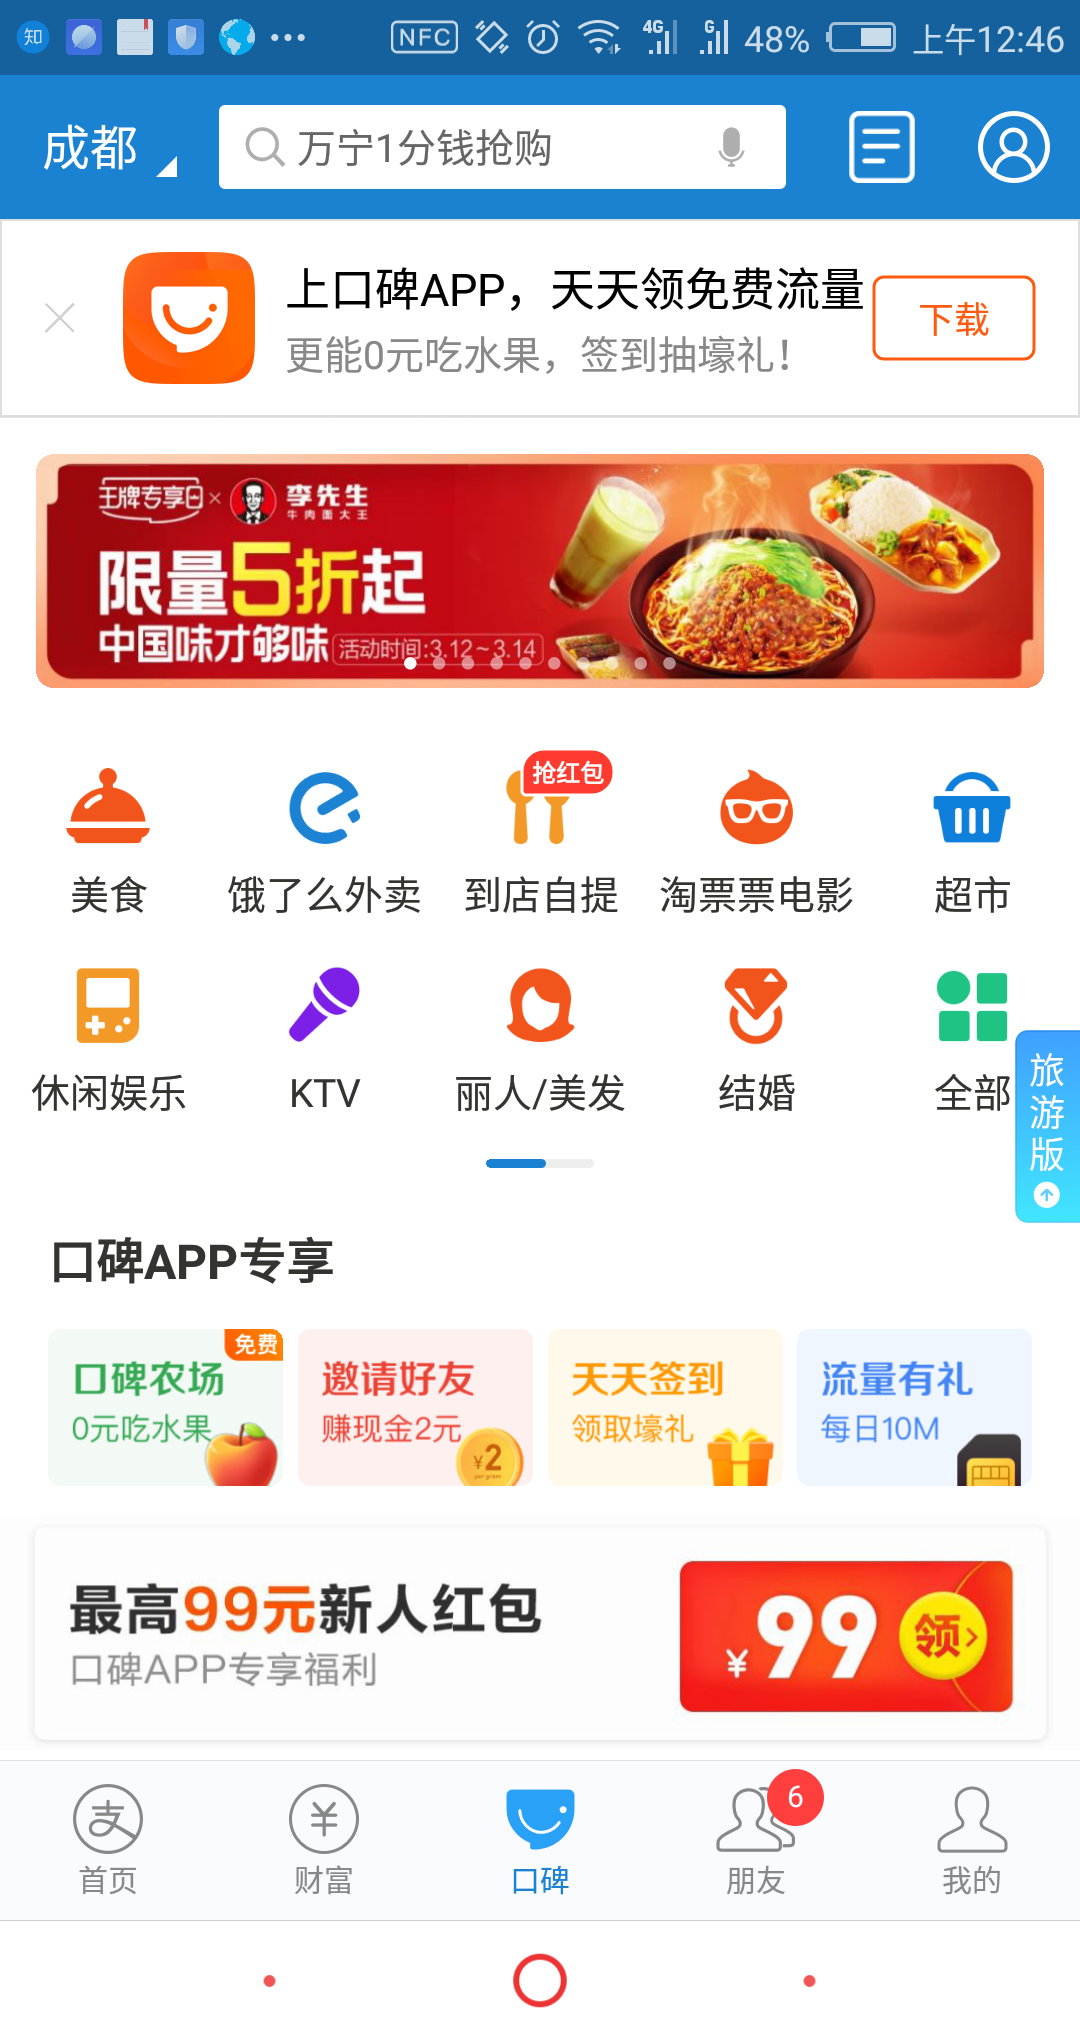 知
NFC
4G
G
48%
上午12:46
成都
万宁1分钱抢购
上口碑APP，天天领免费流量
更能0元吃水果，签到抽壕礼！
下载
王牌专享日×李先生
牛肉面大王
限量5折起
中国味才够味
活动时间:3.12~3.14
抢红包
美食
饿了么外卖
到店自提
淘票票电影
超市
休闲娱乐
KTV
丽人/美发
结婚
全部
旅游版
口碑APP专享
免费
口碑农场
0元吃水果
邀请好友
赚现金2元
¥2
per gram
天天签到
领取壕礼
流量有礼
每日10M
最高99元新人红包
口碑APP专享福利
¥99
领
支
首页
¥
财富
口碑
6
朋友
我的